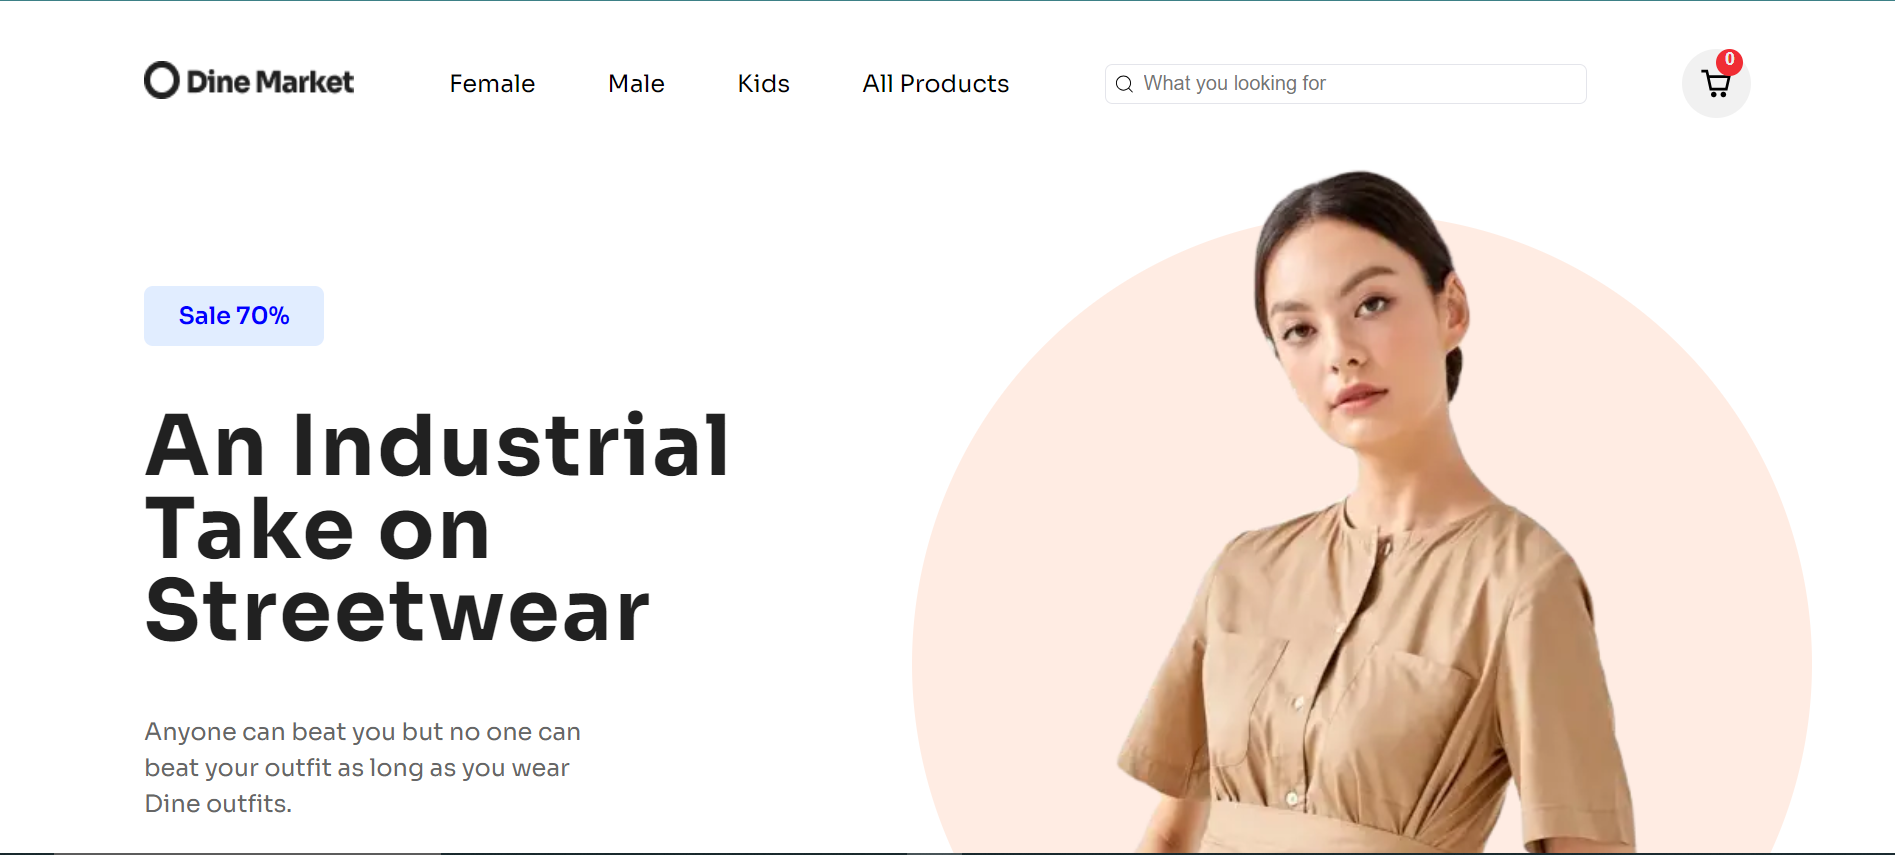 Dine Market
Female
Male
Kids
All Products
What you looking for
0
Sale 70%
An Industrial
Take on
Streetwear
Anyone can beat you but no one can
beat your outfit as long as you wear
Dine outfits.